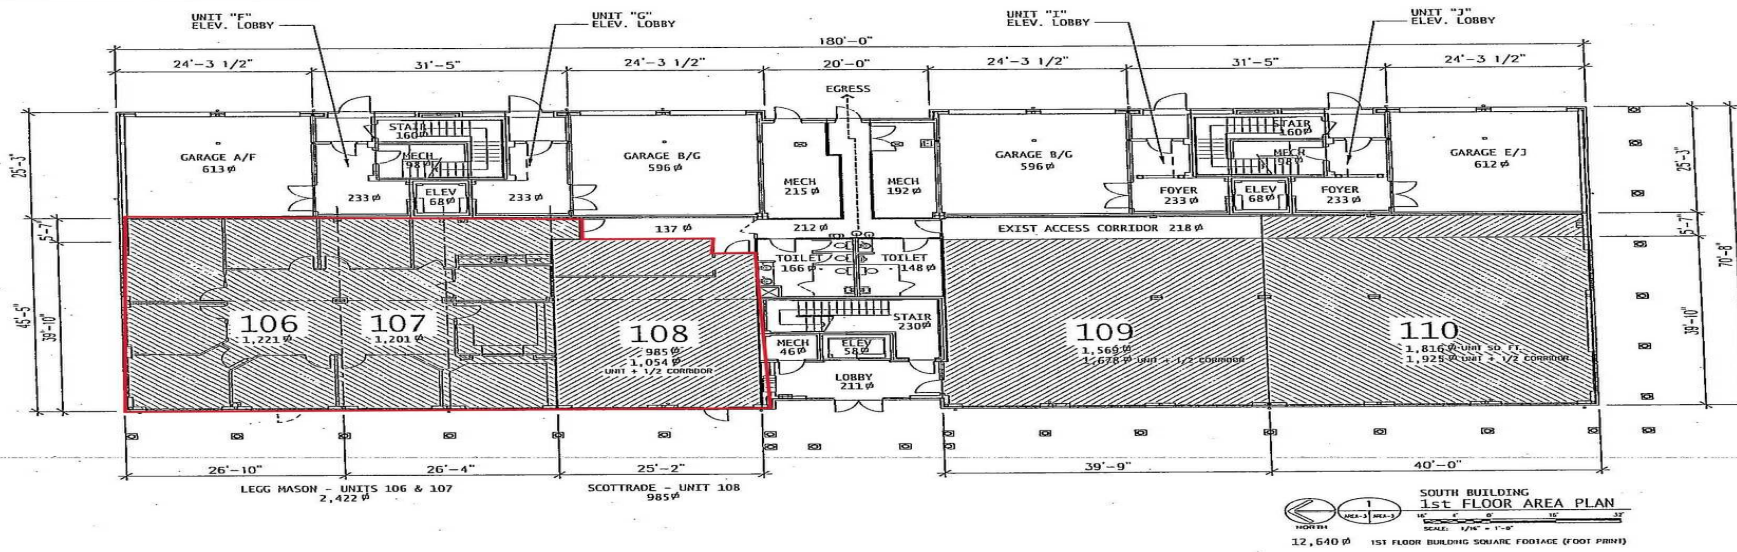 UNIT "F"
ELEV. LOBBY
UNIT "G"
ELEV. LOBBY
UNIT "I"
ELEV. LOBBY
UNIT "J"
ELEV. LOBBY
180'-0"
24'-3 1/2"
31'-5"
24'-3 1/2"
20'-0"
24'-3 1/2"
31'-5"
24'-3 1/2"
EGRESS
25'-3"
GARAGE A/F
613⌀
STAIR
160⌀
MECH
98⌀
233⌀
ELEV
68⌀
233⌀
GARAGE B/G
596⌀
MECH
215⌀
MECH
192⌀
GARAGE B/G
596⌀
STAIR
160⌀
MECH
98⌀
FOYER
233⌀
ELEV
68⌀
FOYER
233⌀
GARAGE E/J
612⌀
25'-3"
70'-8"
5'-7"
137⌀
212⌀
EXIST ACCESS CORRIDOR 218⌀
5'-7"
TOILET
166⌀
TOILET
148⌀
45'-5"
39'-10"
106
1,221⌀
107
1,201⌀
108
985⌀
1,054⌀
UNIT + 1/2 CORRIDOR
STAIR
230⌀
MECH
46⌀
ELEV
58⌀
LOBBY
211⌀
109
1,569⌀
1,678⌀ UNIT + 1/2 CORRIDOR
110
1,816⌀ UNIT SQ FT.
1,925⌀ UNIT + 1/2 CORRIDOR
39'-10"
26'-10"
26'-4"
25'-2"
39'-9"
40'-0"
LEGG MASON - UNITS 106 & 107
2,422⌀
SCOTTRADE - UNIT 108
985⌀
NORTH
1
SOUTH BUILDING
1st FLOOR AREA PLAN
SCALE: 1/16" = 1'-0"
12,640⌀ 1ST FLOOR BUILDING SQUARE FOOTAGE (FOOT PRINT)